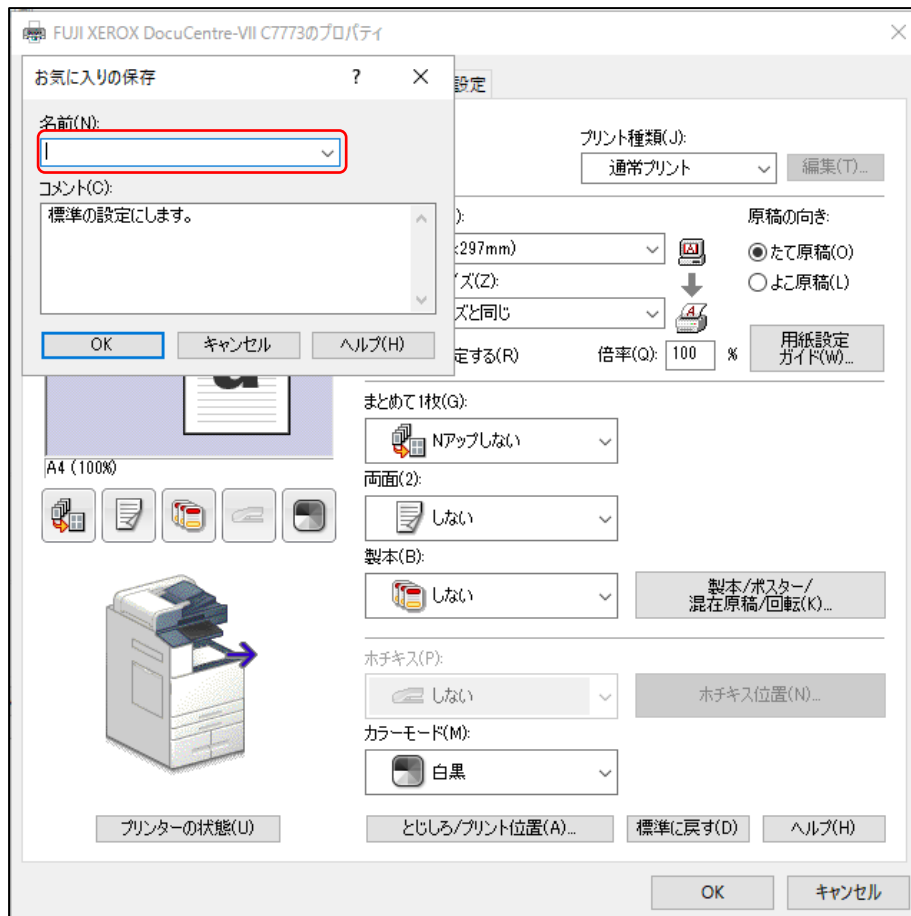 FUJI XEROX DocuCentre-VII C7773のプロパティ
お気に入りの保存
?
設定
名前(N):
プリント種類(J):
通常プリント
編集(T)...
コメント(C):
標準の設定にします。
):
原稿の向き:
<297mm)
たて原稿(O)
イズ(Z):
よこ原稿(L)
ズと同じ
OK
キャンセル
ヘルプ(H)
定する(R)
倍率(Q):
100
%
用紙設定
ガイド(W)...
まとめて1枚(G):
Nアップしない
A4 (100%)
両面(2):
しない
製本(B):
しない
製本/ポスター/
混在原稿/回転(K)...
ホチキス(P):
しない
ホチキス位置(N)...
カラーモード(M):
白黒
プリンターの状態(U)
とじしろ/プリント位置(A)...
標準に戻す(D)
ヘルプ(H)
OK
キャンセル